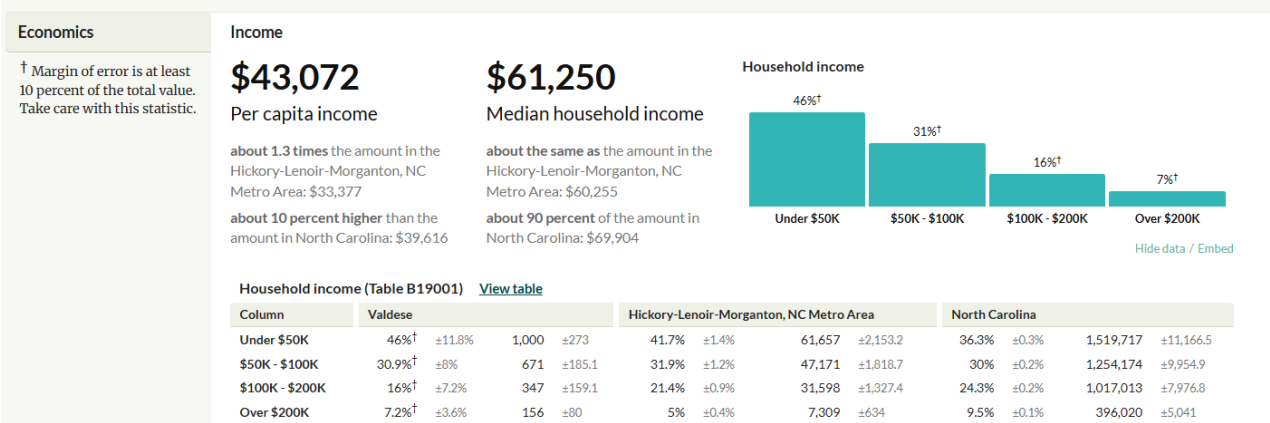 Economics
† Margin of error is at least
10 percent of the total value.
Take care with this statistic.
Income
$43,072
Per capita income
about 1.3 times the amount in the
Hickory-Lenoir-Morganton, NC
Metro Area: $33,377
about 10 percent higher than the
amount in North Carolina: $39,616
$61,250
Median household income
about the same as the amount in the
Hickory-Lenoir-Morganton, NC
Metro Area: $60,255
about 90 percent of the amount in
North Carolina: $69,904
Household income
46%†
31%†
16%†
7%†
Under $50K $50K - $100K $100K - $200K Over $200K
Hide data / Embed
Household income (Table B19001) View table
Column Valdese Hickory-Lenoir-Morganton, NC Metro Area North Carolina
Under $50K 46%† ±11.8% 1,000 ±273 41.7% ±1.4% 61,657 ±2,153.2 36.3% ±0.3% 1,519,717 ±11,166.5
$50K - $100K 30.9%† ±8% 671 ±185.1 31.9% ±1.2% 47,171 ±1,818.7 30% ±0.2% 1,254,174 ±9,954.9
$100K - $200K 16%† ±7.2% 347 ±159.1 21.4% ±0.9% 31,598 ±1,327.4 24.3% ±0.2% 1,017,013 ±7,976.8
Over $200K 7.2%† ±3.6% 156 ±80 5% ±0.4% 7,309 ±634 9.5% ±0.1% 396,020 ±5,041